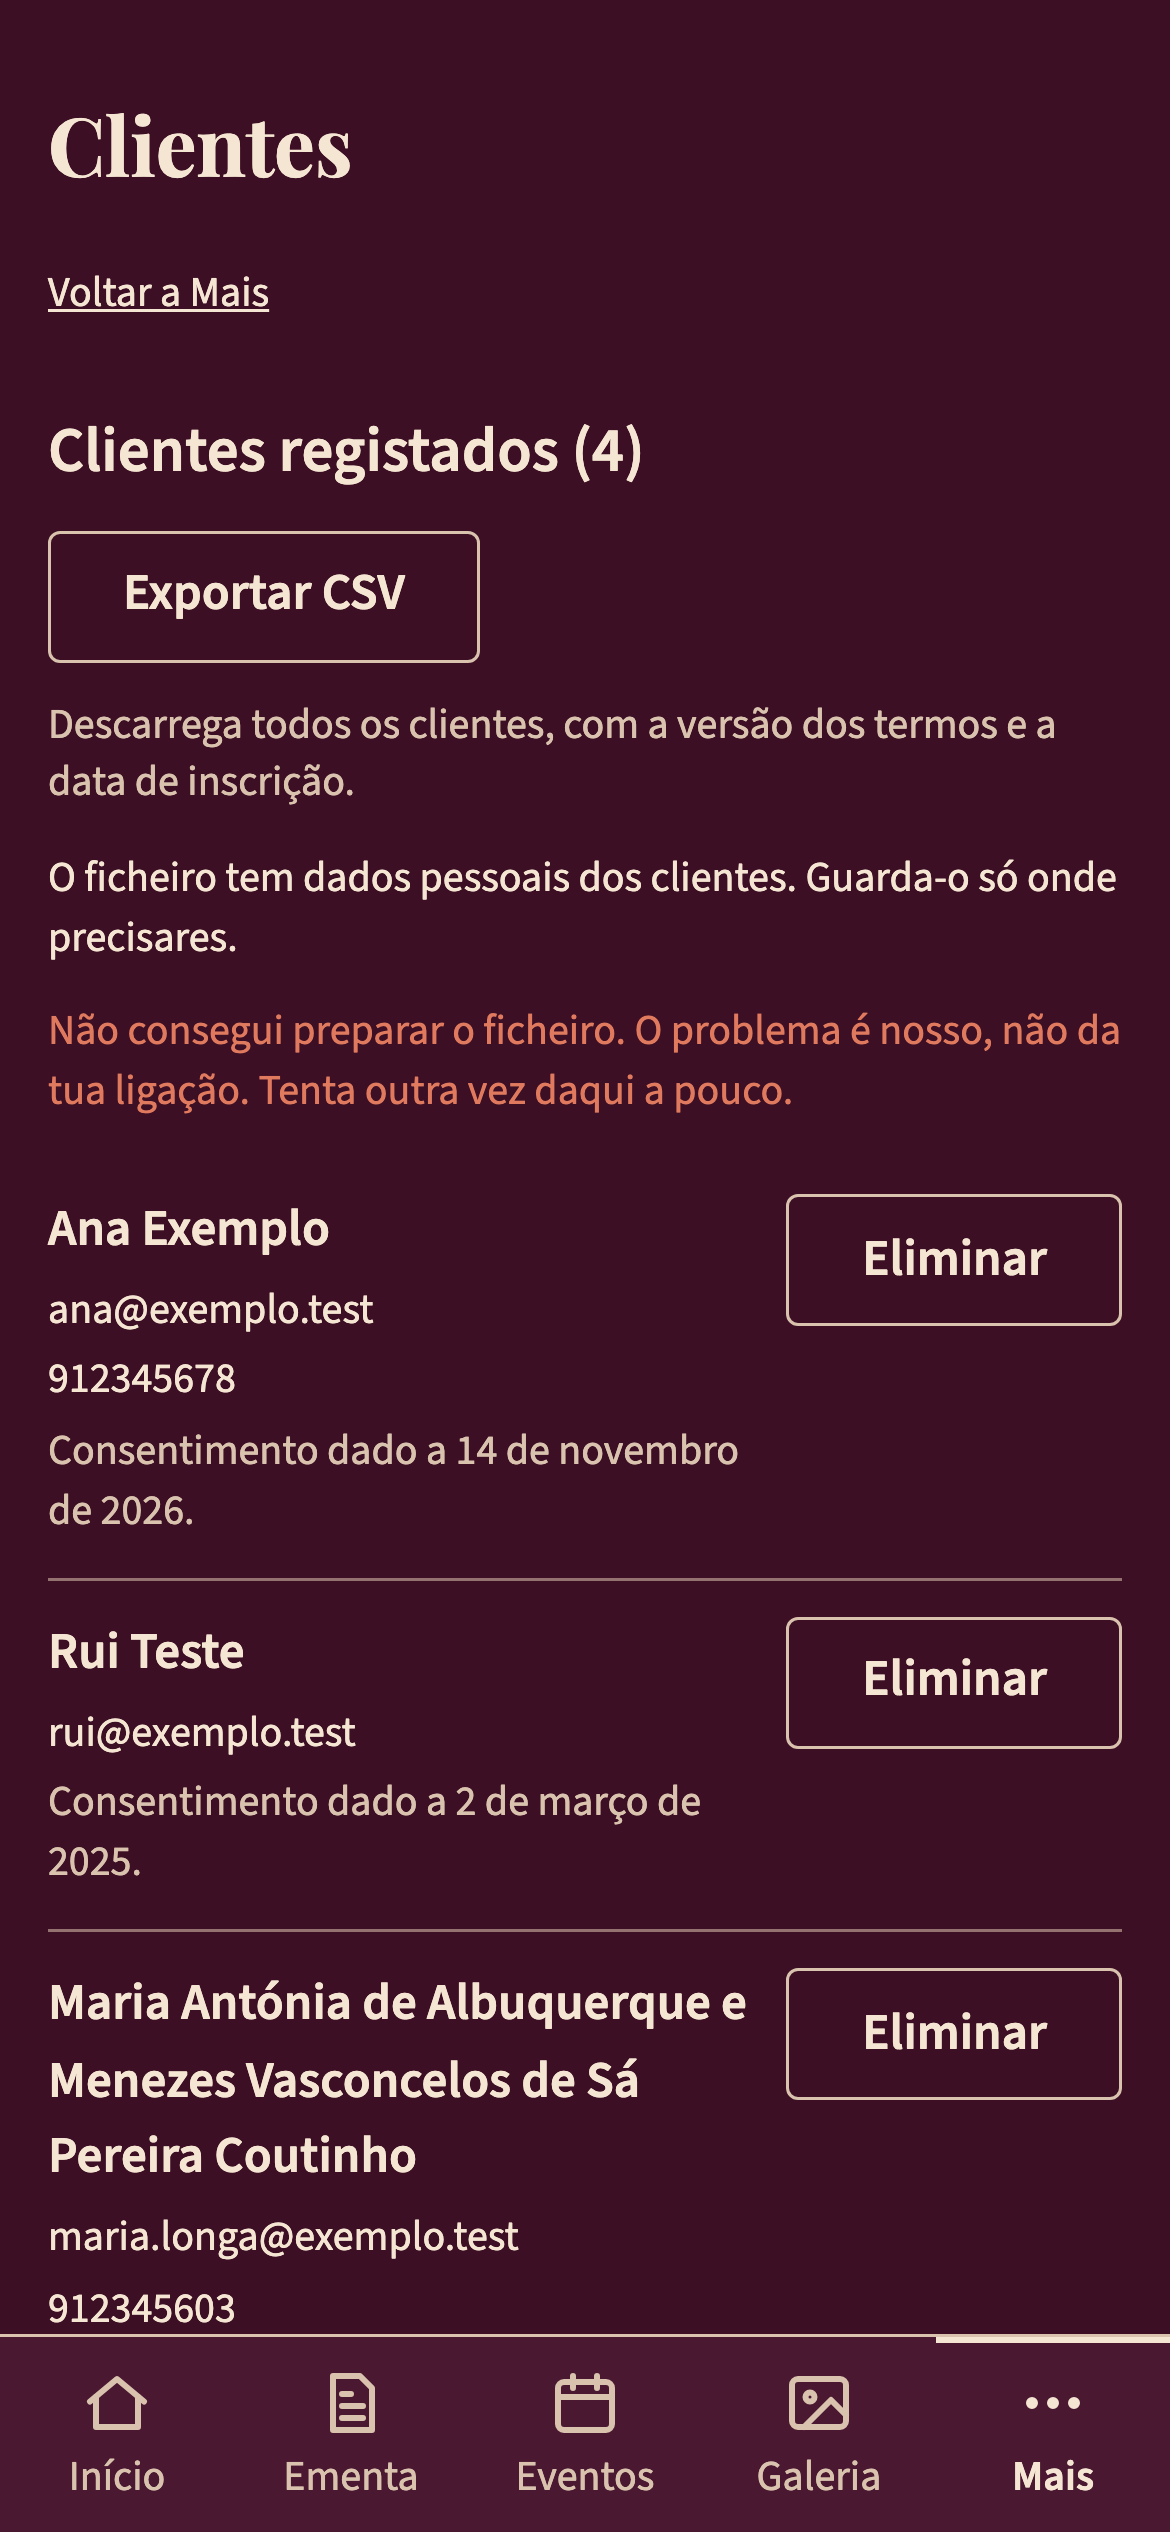 Clientes
Voltar a Mais
Clientes registados (4)
Exportar CSV
Descarrega todos os clientes, com a versão dos termos e a
data de inscrição.
O ficheiro tem dados pessoais dos clientes. Guarda-o só onde
precisares.
Não consegui preparar o ficheiro. O problema é nosso, não da
tua ligação. Tenta outra vez daqui a pouco.
Ana Exemplo
Eliminar
ana@exemplo.test
912345678
Consentimento dado a 14 de novembro
de 2026.
Rui Teste
Eliminar
rui@exemplo.test
Consentimento dado a 2 de março de
2025.
Maria Antónia de Albuquerque e
Menezes Vasconcelos de Sá
Pereira Coutinho
Eliminar
maria.longa@exemplo.test
912345603
Início
Ementa
Eventos
Galeria
Mais